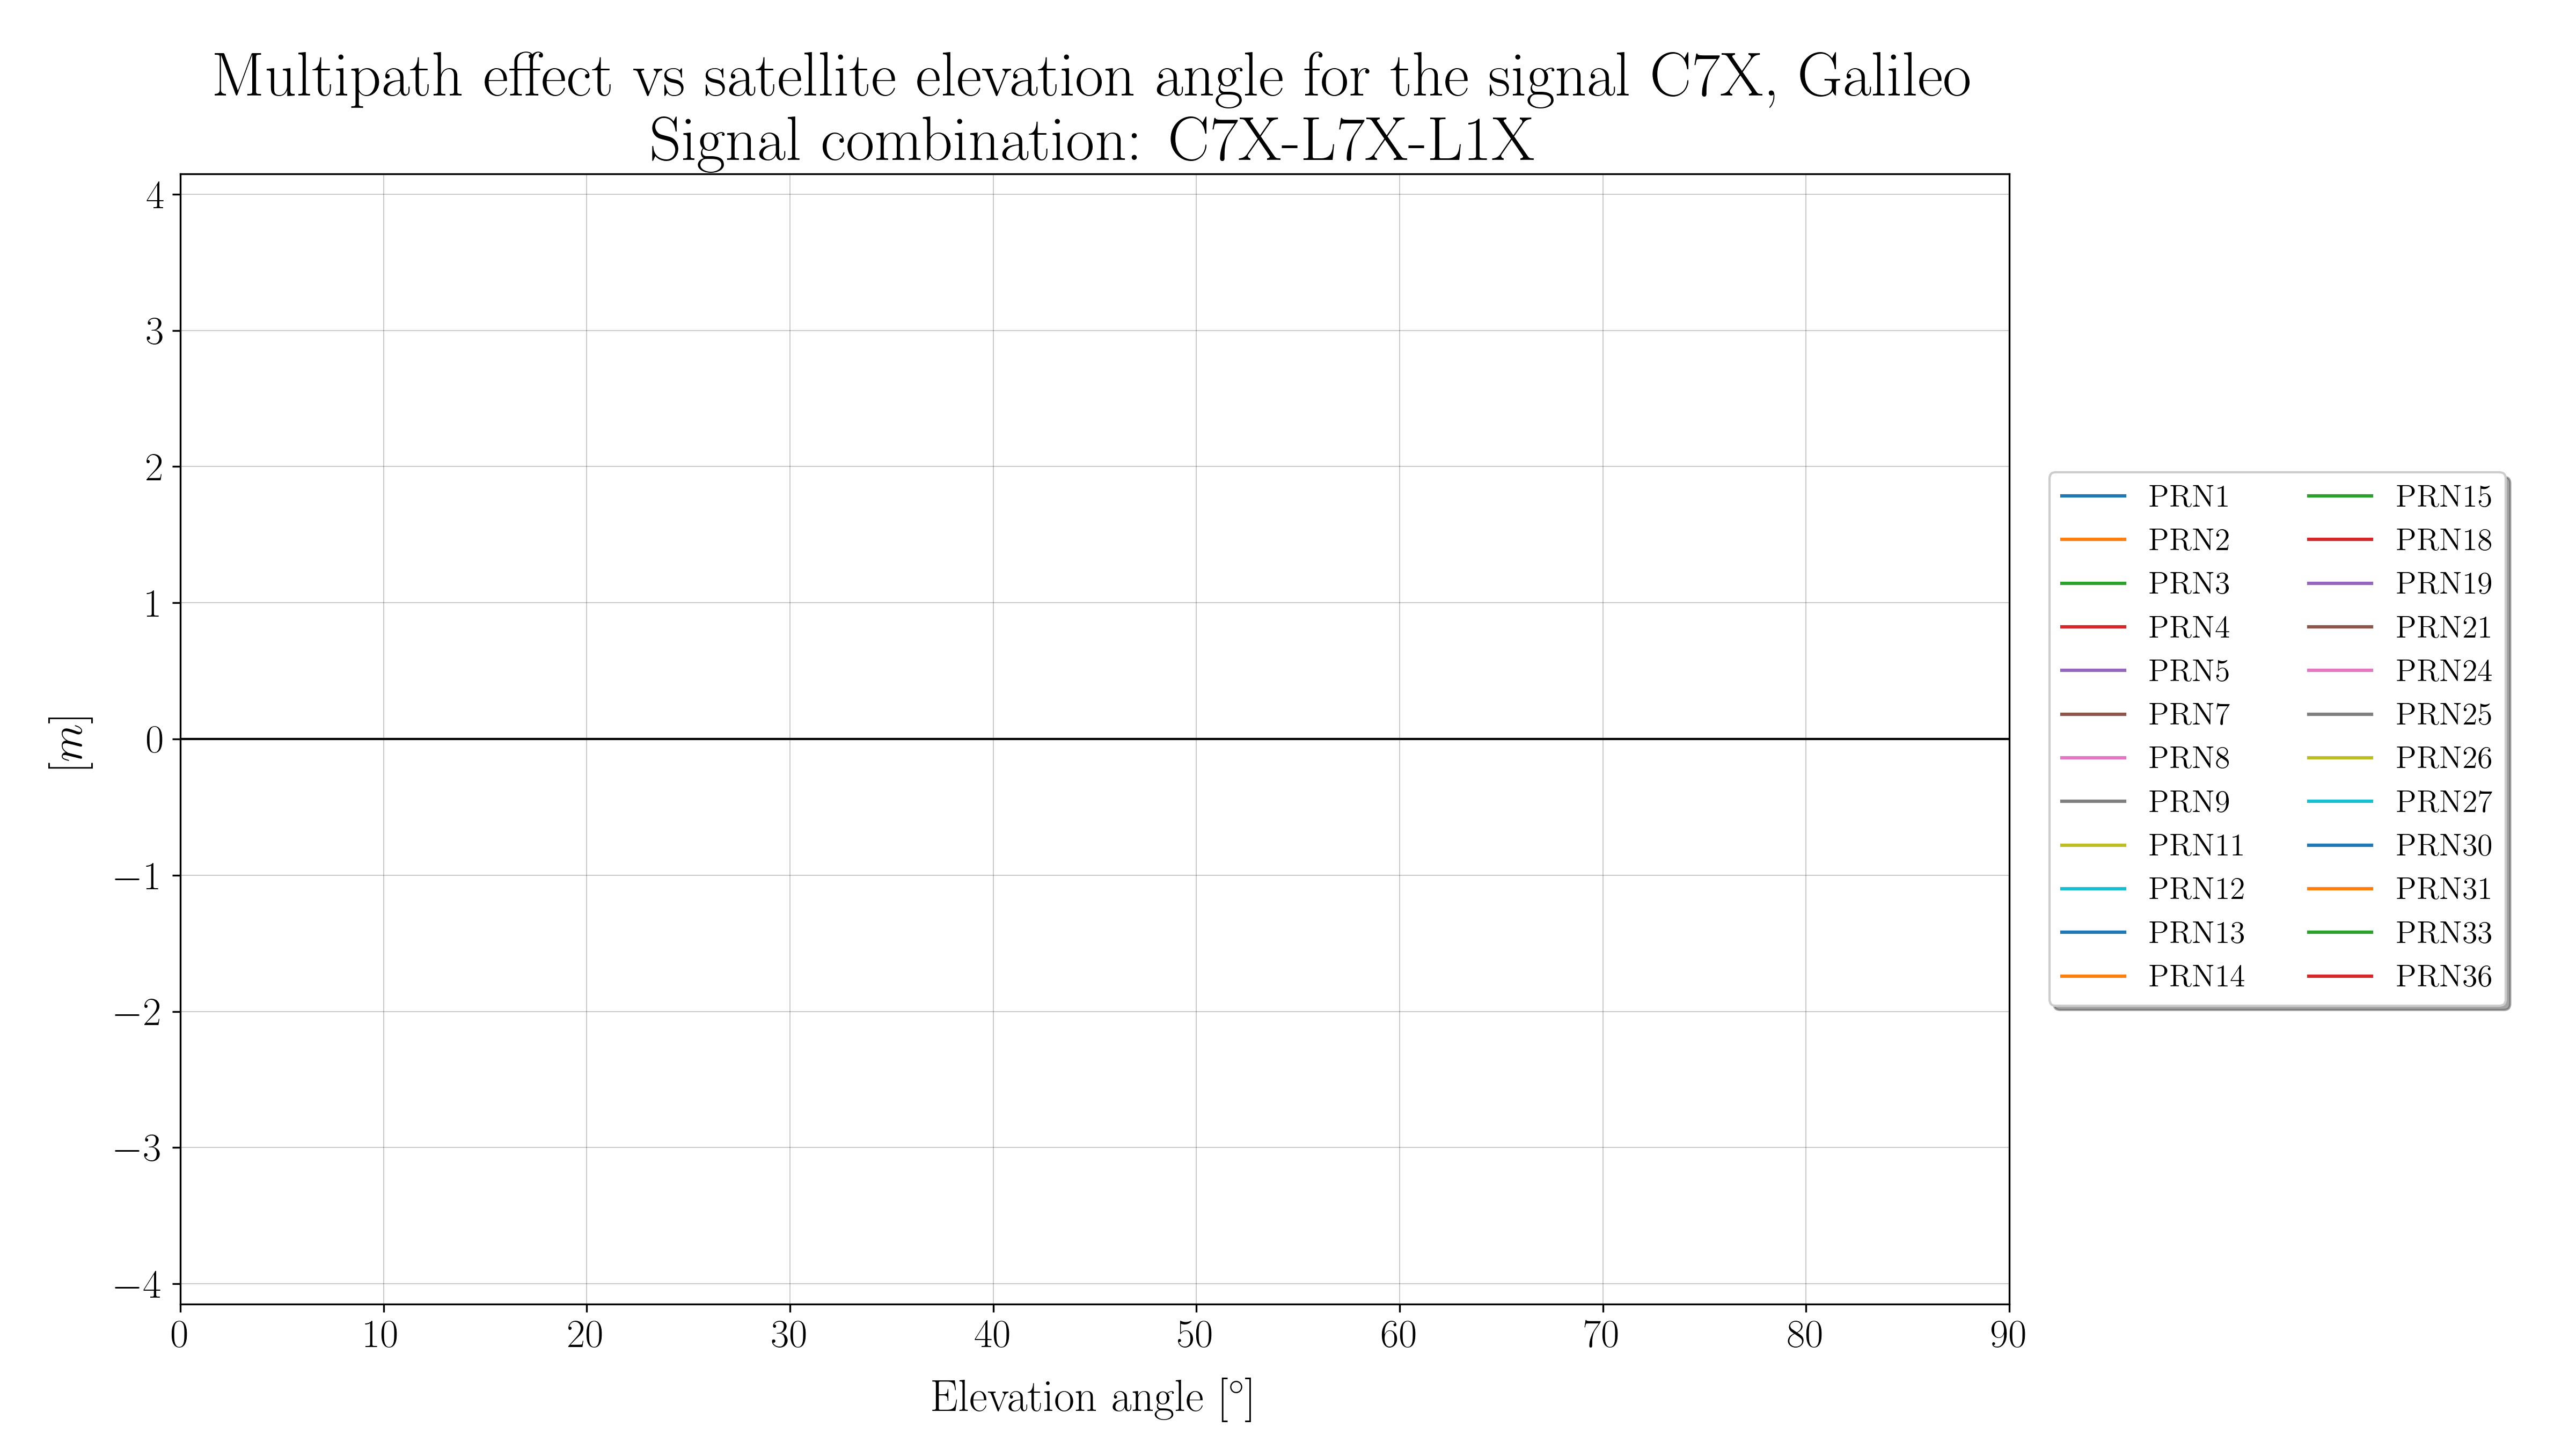 Multipath effect vs satellite elevation angle for the signal C7X, Galileo
Signal combination: C7X-L7X-L1X
4
3
2
1
0
−1
−2
−3
−4
[m]
0 10 20 30 40 50 60 70 80 90
Elevation angle [°]
PRN1
PRN2
PRN3
PRN4
PRN5
PRN7
PRN8
PRN9
PRN11
PRN12
PRN13
PRN14
PRN15
PRN18
PRN19
PRN21
PRN24
PRN25
PRN26
PRN27
PRN30
PRN31
PRN33
PRN36